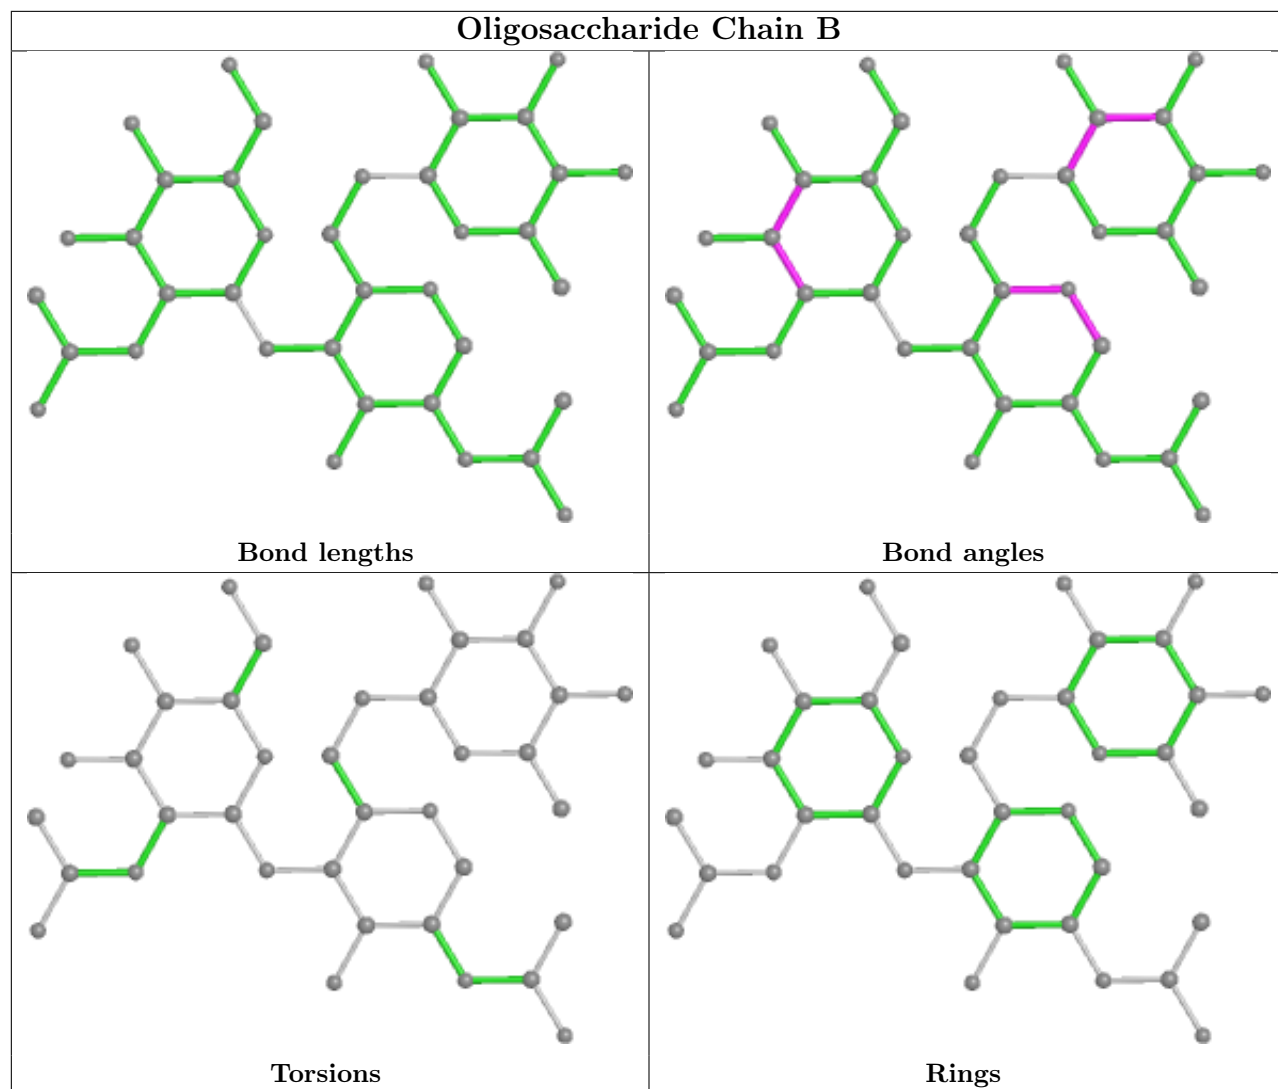 Oligosaccharide Chain B
Bond lengths
Bond angles
Torsions
Rings